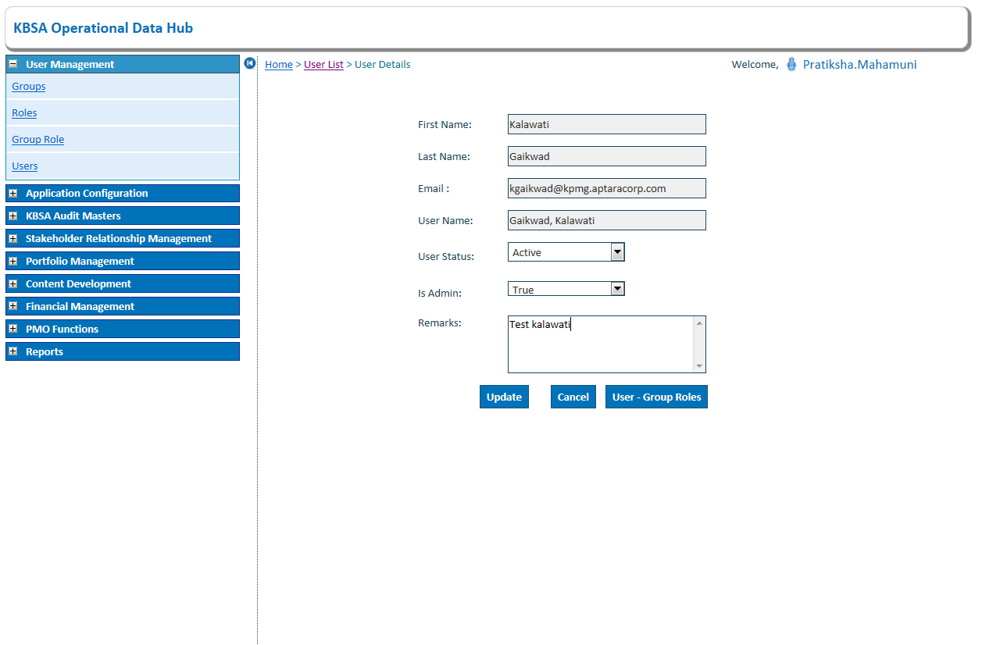 KBSA Operational Data Hub
User Management
Groups
Roles
Group Role
Users
Application Configuration
KBSA Audit Masters
Stakeholder Relationship Management
Portfolio Management
Content Development
Financial Management
PMO Functions
Reports
Home > User List > User Details
Welcome, Pratiksha.Mahamuni
First Name: Kalawati
Last Name: Gaikwad
Email : kgaikwad@kpmg.aptaracorp.com
User Name: Gaikwad, Kalawati
User Status: Active
Is Admin: True
Remarks: Test kalawati
Update Cancel User - Group Roles